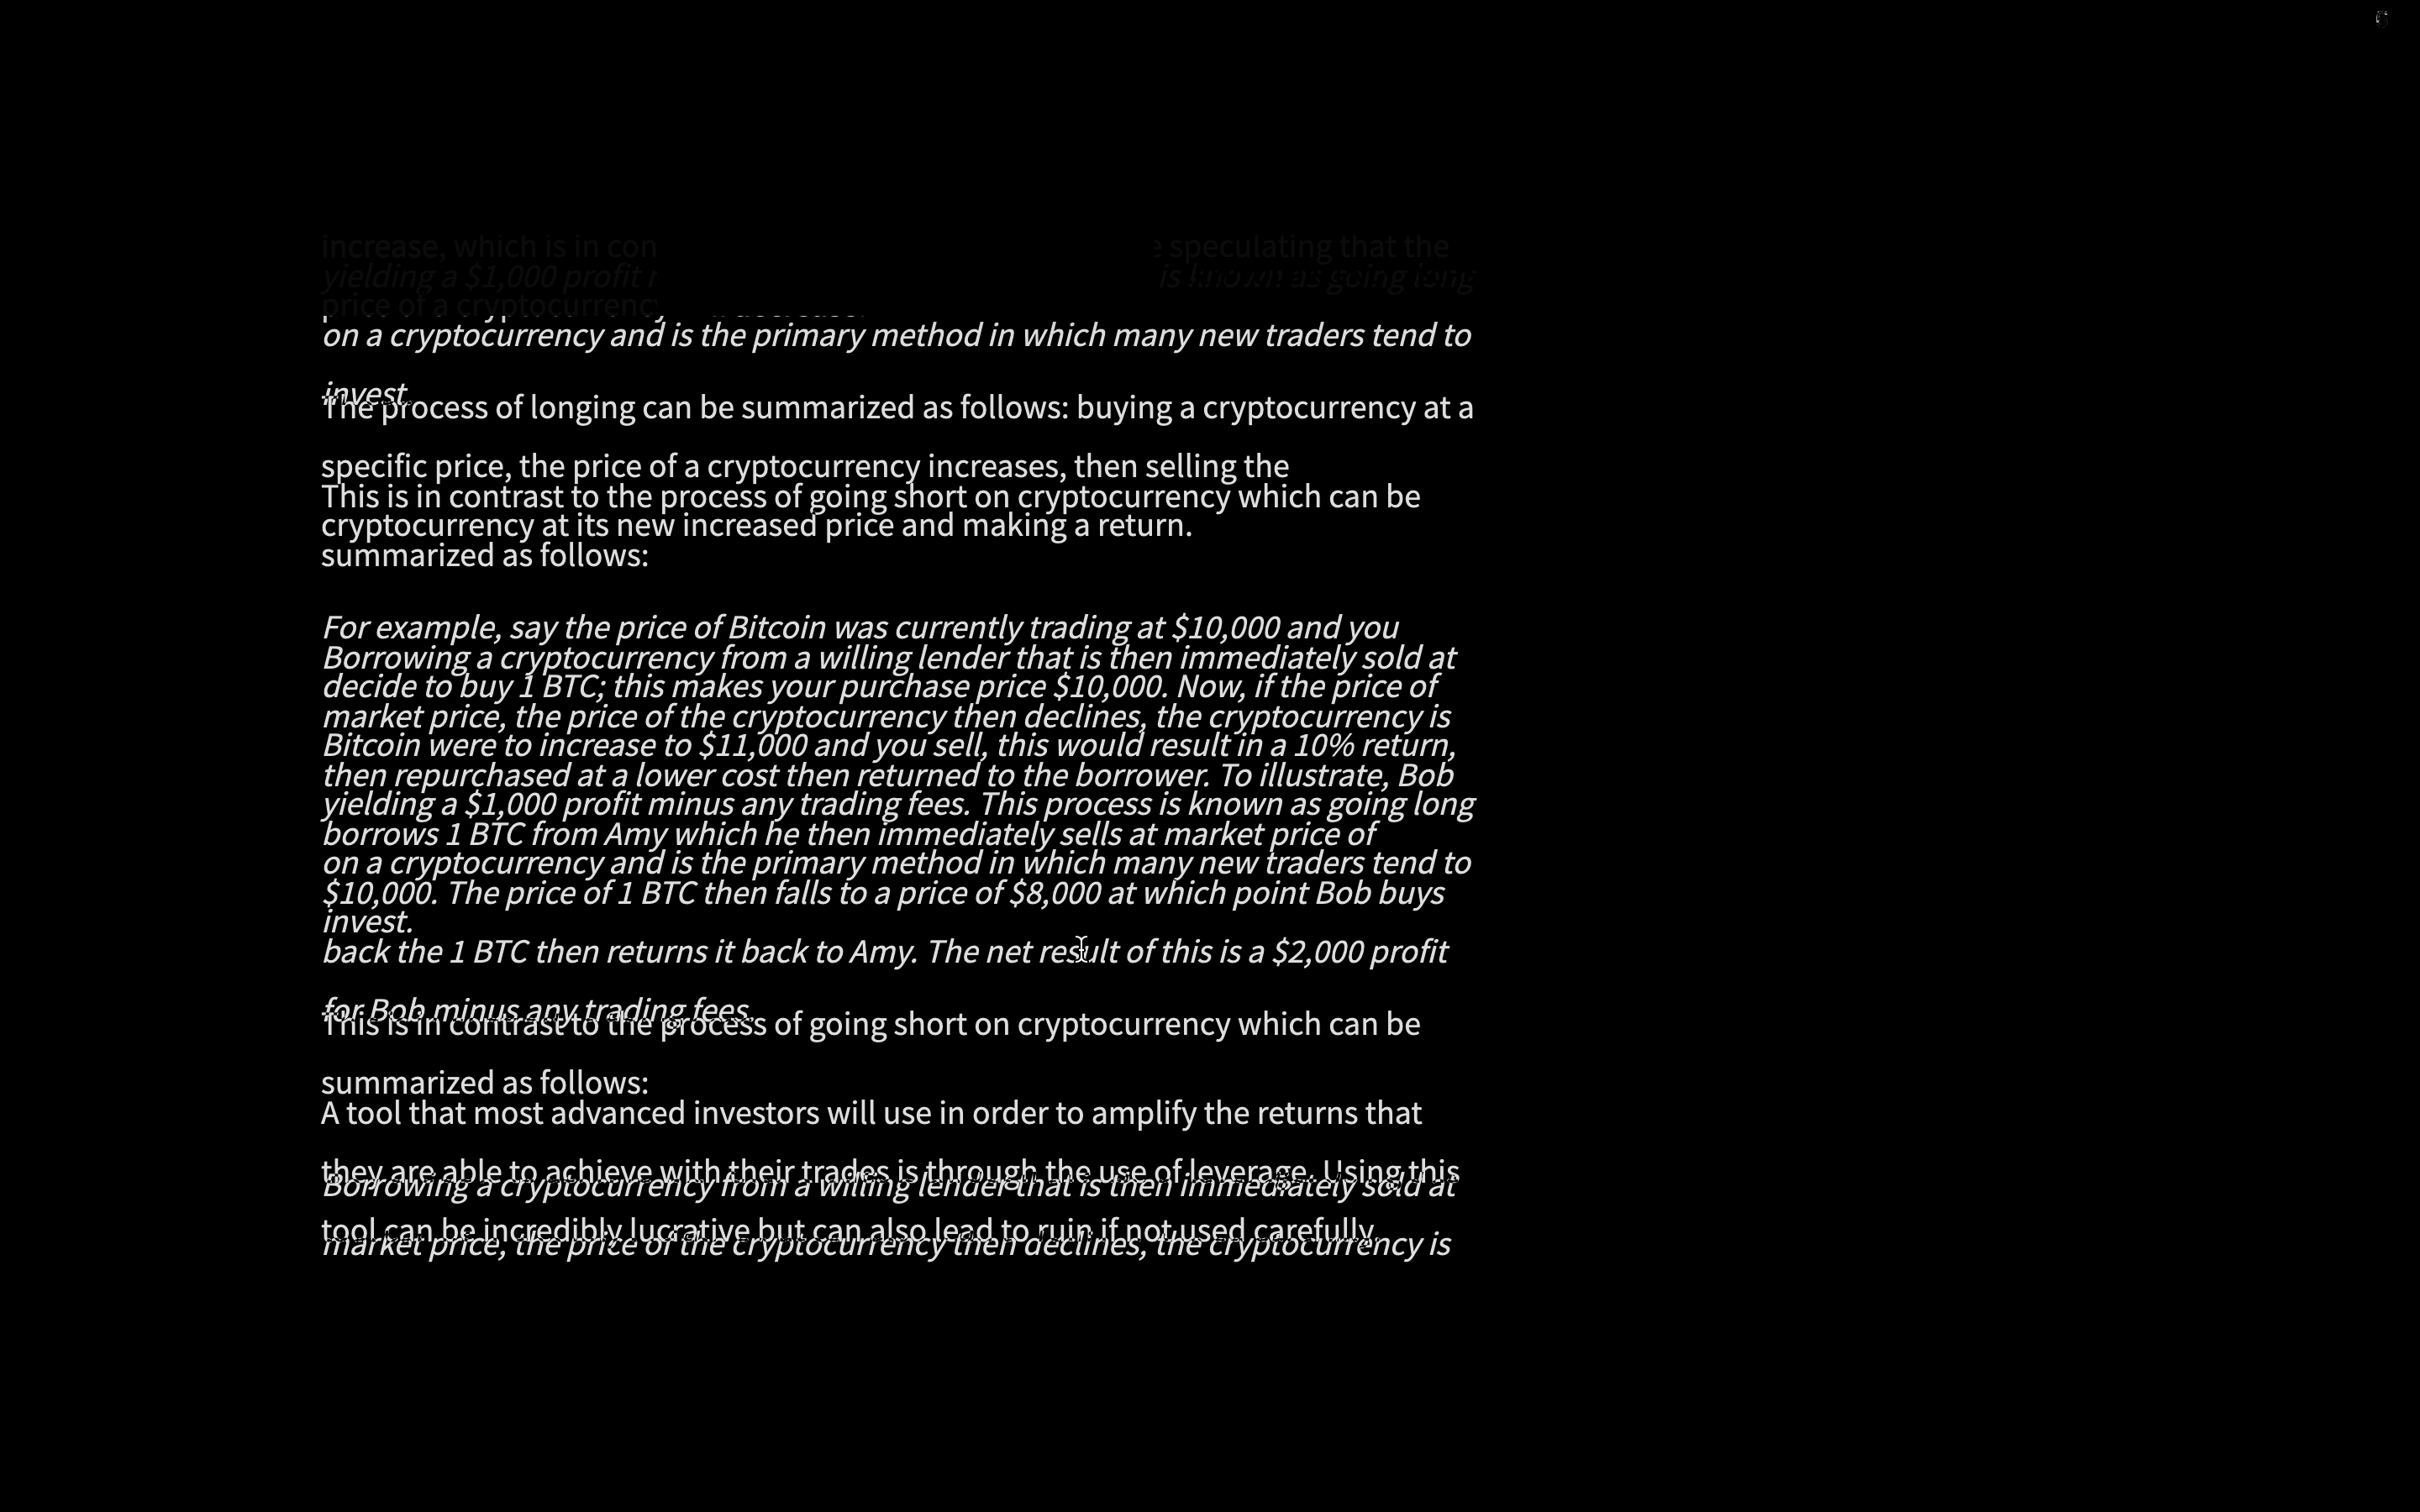 increase, which is in con speculating that the
yielding a $1,000 profit is known as going long
price of a cryptocurrency
on a cryptocurrency and is the primary method in which many new traders tend to
invest.
The process of longing can be summarized as follows: buying a cryptocurrency at a
specific price, the price of a cryptocurrency increases, then selling the
This is in contrast to the process of going short on cryptocurrency which can be
cryptocurrency at its new increased price and making a return.
summarized as follows:
For example, say the price of Bitcoin was currently trading at $10,000 and you
Borrowing a cryptocurrency from a willing lender that is then immediately sold at
decide to buy 1 BTC; this makes your purchase price $10,000. Now, if the price of
market price, the price of the cryptocurrency then declines, the cryptocurrency is
Bitcoin were to increase to $11,000 and you sell, this would result in a 10% return,
then repurchased at a lower cost then returned to the borrower. To illustrate, Bob
yielding a $1,000 profit minus any trading fees. This process is known as going long
borrows 1 BTC from Amy which he then immediately sells at market price of
on a cryptocurrency and is the primary method in which many new traders tend to
$10,000. The price of 1 BTC then falls to a price of $8,000 at which point Bob buys
invest.
back the 1 BTC then returns it back to Amy. The net result of this is a $2,000 profit
for Bob minus any trading fees.
This is in contrast to the process of going short on cryptocurrency which can be
summarized as follows:
A tool that most advanced investors will use in order to amplify the returns that
they are able to achieve with their trades is through the use of leverage. Using this
Borrowing a cryptocurrency from a willing lender that is then immediately sold at
tool can be incredibly lucrative but can also lead to ruin if not used carefully.
market price, the price of the cryptocurrency then declines, the cryptocurrency is